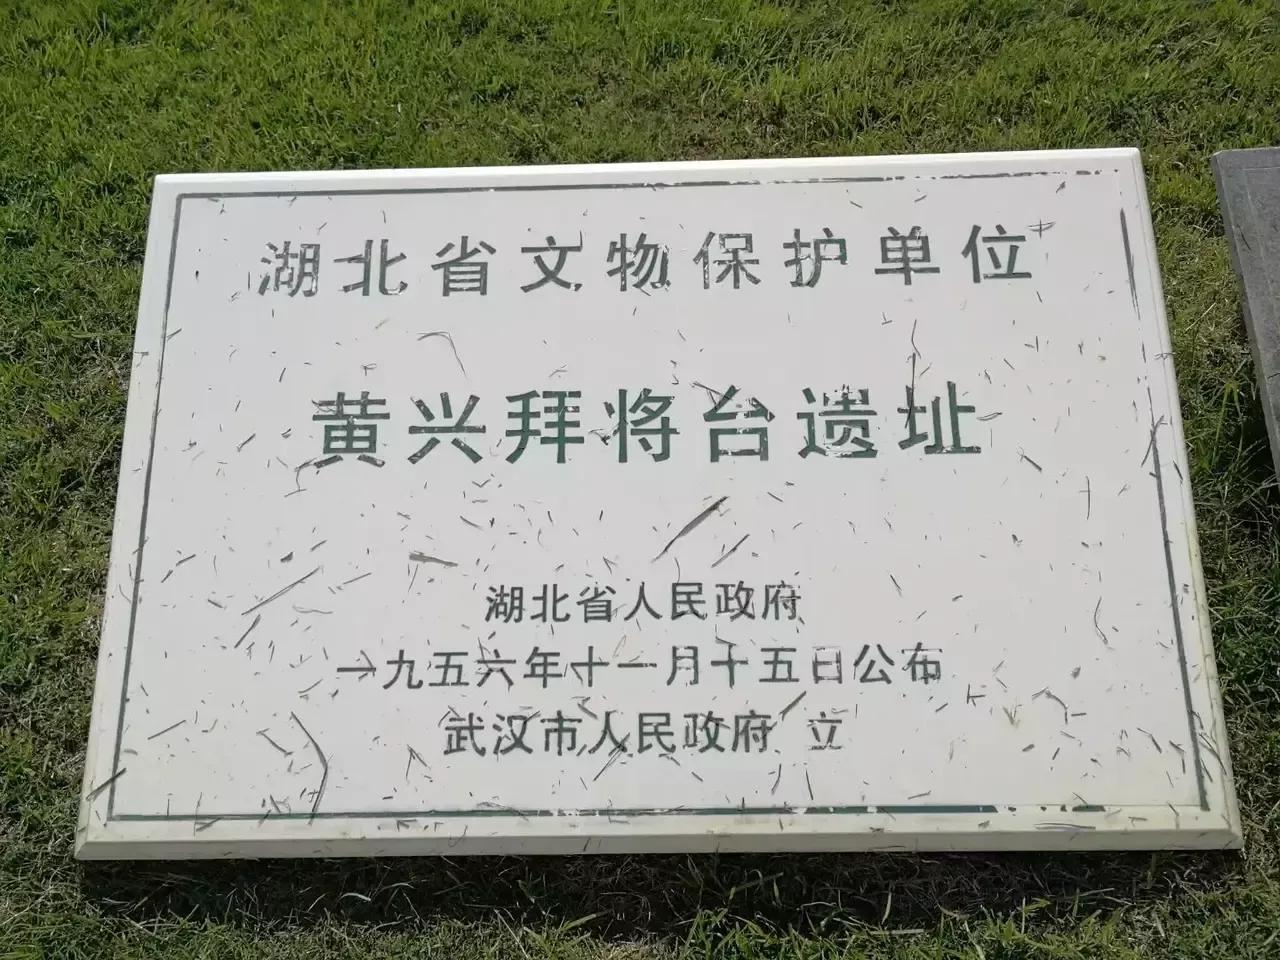 湖北省文物保护单位
黄兴拜将台遗址
湖北省人民政府
一九五六年十一月十五日公布
武汉市人民政府 立